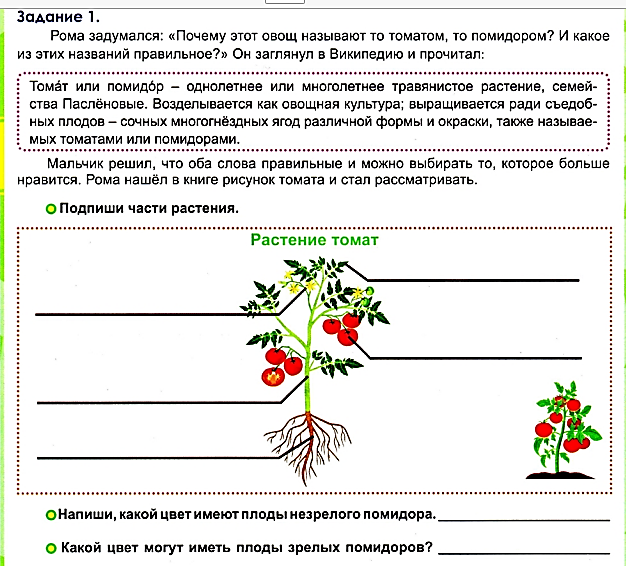 Задание 1.
Рома задумался: «Почему этот овощ называют то томатом, то помидором? И какое
из этих названий правильное?» Он заглянул в Википедию и прочитал:
Тома́т или помидо́р – однолетнее или многолетнее травянистое растение, семей-
ства Паслёновые. Возделывается как овощная культура; выращивается ради съедоб-
ных плодов – сочных многогнёздных ягод различной формы и окраски, также называе-
мых томатами или помидорами.
Мальчик решил, что оба слова правильные и можно выбирать то, которое больше
нравится. Рома нашёл в книге рисунок томата и стал рассматривать.
Подпиши части растения.
Растение томат
Напиши, какой цвет имеют плоды незрелого помидора.
Какой цвет могут иметь плоды зрелых помидоров?